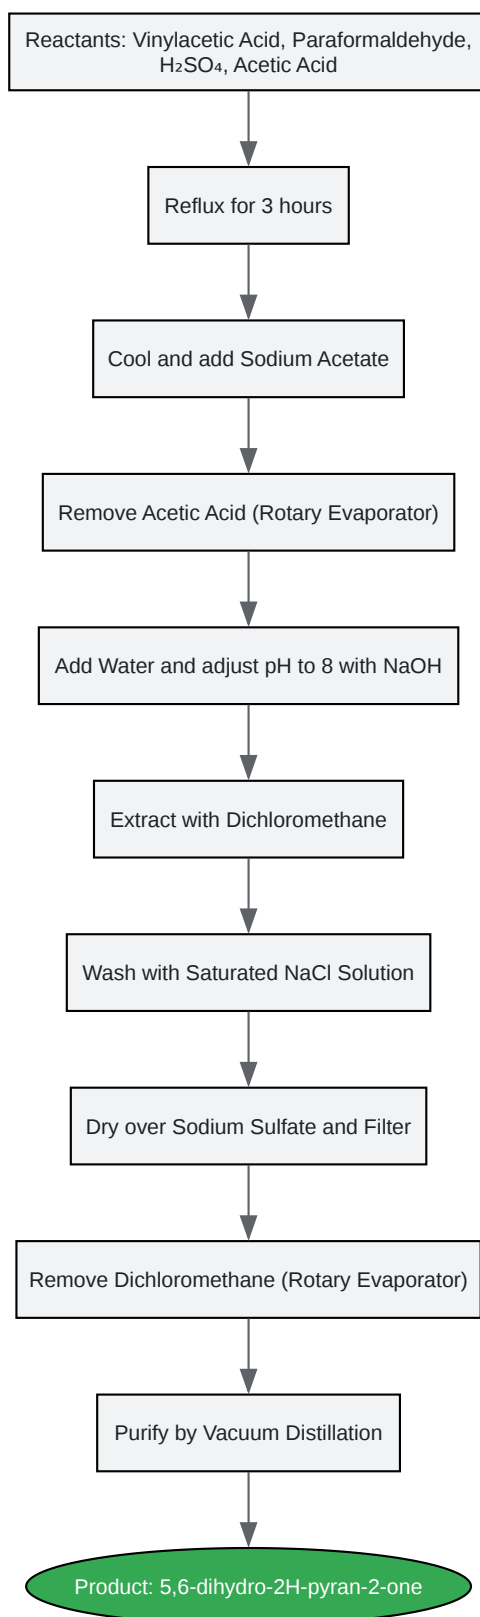 Reactants: Vinylacetic Acid, Paraformaldehyde,
H₂SO₄, Acetic Acid
Reflux for 3 hours
Cool and add Sodium Acetate
Remove Acetic Acid (Rotary Evaporator)
Add Water and adjust pH to 8 with NaOH
Extract with Dichloromethane
Wash with Saturated NaCl Solution
Dry over Sodium Sulfate and Filter
Remove Dichloromethane (Rotary Evaporator)
Purify by Vacuum Distillation
Product: 5,6-dihydro-2H-pyran-2-one